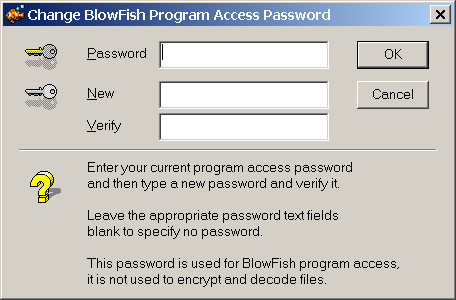 Change BlowFish Program Access Password
Password
OK
New
Cancel
Verify
Enter your current program access password
and then type a new password and verify it.
Leave the appropriate password text fields
blank to specify no password.
This password is used for BlowFish program access,
it is not used to encrypt and decode files.